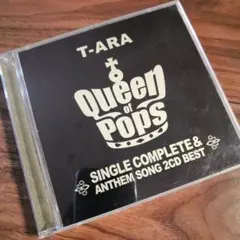 T-ARA
Queen
of
Pops
SINGLE COMPLETE &
ANTHEM SONG 2CD BEST